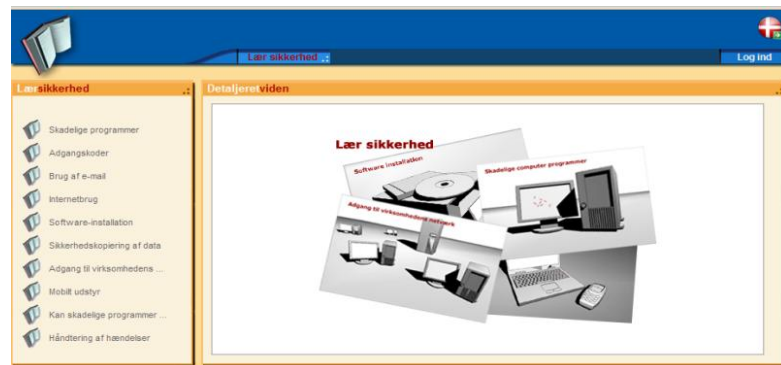 Lær sikkerhed .:
Log ind
Lærsikkerhed .:
Skadelige programmer
Adgangskoder
Brug af e-mail
Internetbrug
Software-installation
Sikkerhedskopiering af data
Adgang til virksomhedens ...
Mobilt udstyr
Kan skadelige programmer ...
Håndtering af hændelser
Detaljeretviden .:
Lær sikkerhed
Software installation
Skadelige computer programmer
Adgang til virksomhedens netværk